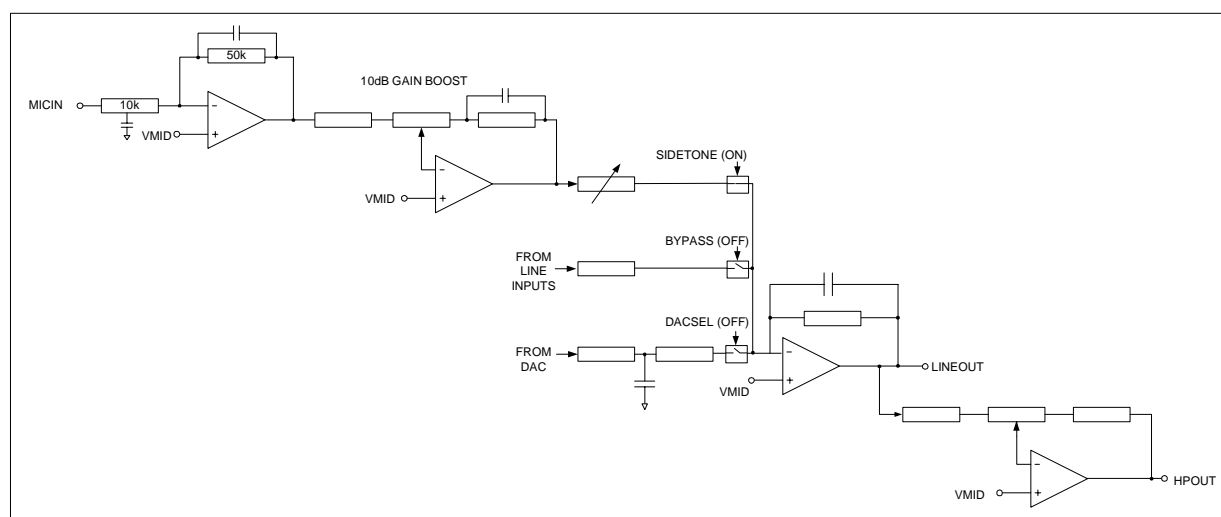 50k
10dB GAIN BOOST
MICIN
10k
−
VMID
+
SIDETONE (ON)
−
VMID
+
BYPASS (OFF)
FROM
LINE
INPUTS
DACSEL (OFF)
FROM
DAC
−
LINEOUT
VMID
+
−
HPOUT
VMID
+